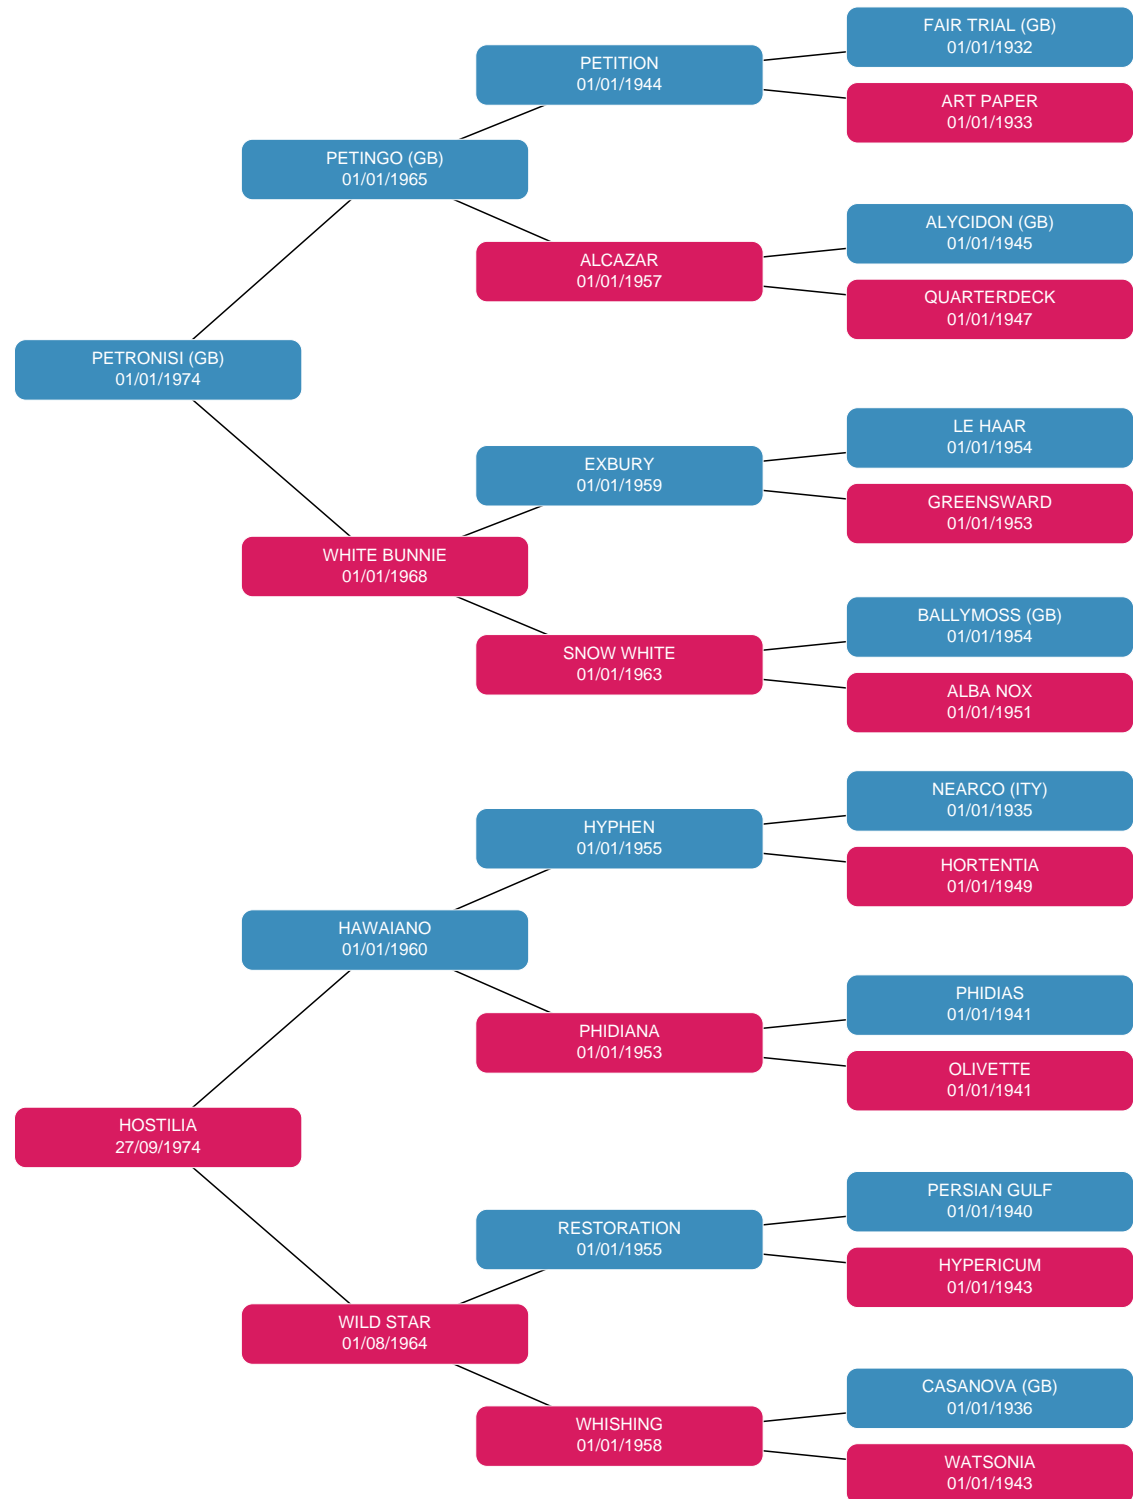 FAIR TRIAL (GB)
01/01/1932
PETITION
01/01/1944
ART PAPER
01/01/1933
PETINGO (GB)
01/01/1965
ALYCIDON (GB)
01/01/1945
ALCAZAR
01/01/1957
QUARTERDECK
01/01/1947
PETRONISI (GB)
01/01/1974
LE HAAR
01/01/1954
EXBURY
01/01/1959
GREENSWARD
01/01/1953
WHITE BUNNIE
01/01/1968
BALLYMOSS (GB)
01/01/1954
SNOW WHITE
01/01/1963
ALBA NOX
01/01/1951
NEARCO (ITY)
01/01/1935
HYPHEN
01/01/1955
HORTENTIA
01/01/1949
HAWAIANO
01/01/1960
PHIDIAS
01/01/1941
PHIDIANA
01/01/1953
OLIVETTE
01/01/1941
HOSTILIA
27/09/1974
PERSIAN GULF
01/01/1940
RESTORATION
01/01/1955
HYPERICUM
01/01/1943
WILD STAR
01/08/1964
CASANOVA (GB)
01/01/1936
WHISHING
01/01/1958
WATSONIA
01/01/1943